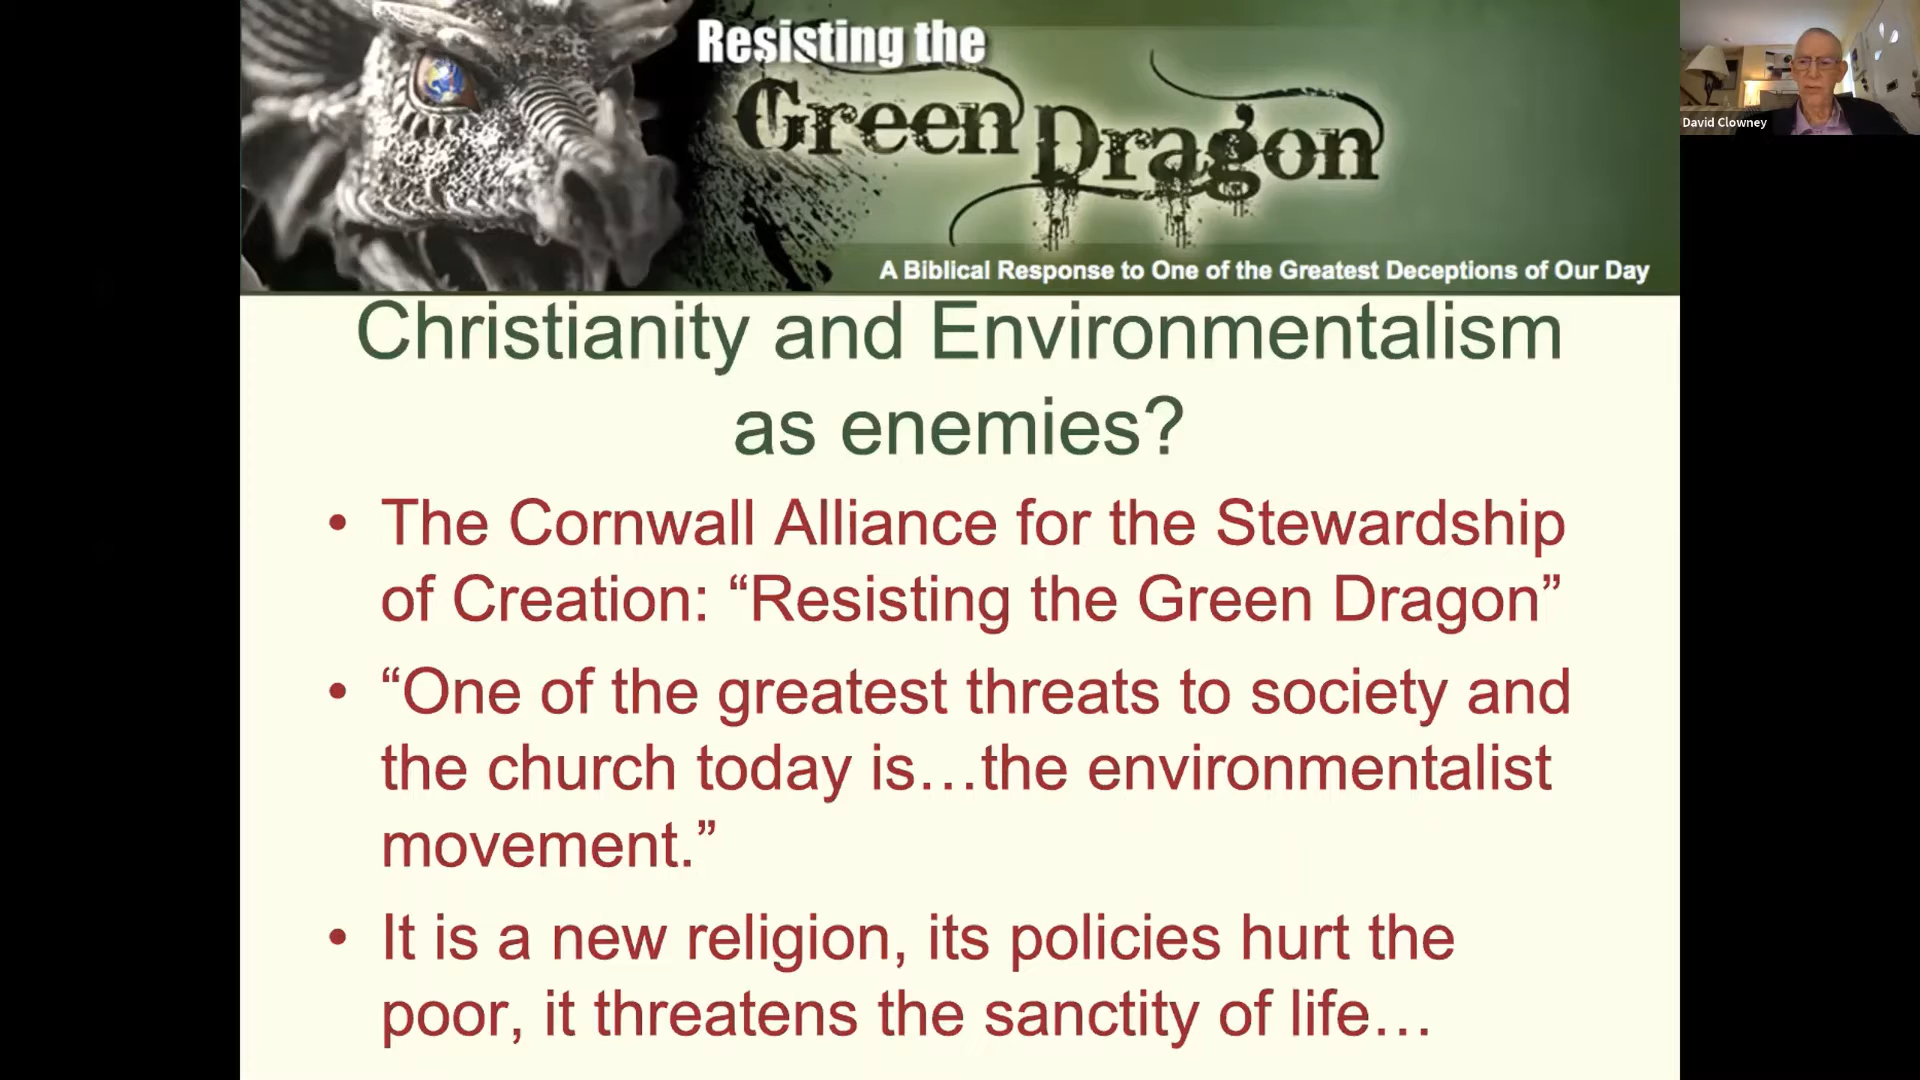 Resisting the
Green Dragon
A Biblical Response to One of the Greatest Deceptions of Our Day
David Clowney
Christianity and Environmentalism
as enemies?
• The Cornwall Alliance for the Stewardship
of Creation: “Resisting the Green Dragon”
• “One of the greatest threats to society and
the church today is…the environmentalist
movement.”
• It is a new religion, its policies hurt the
poor, it threatens the sanctity of life…